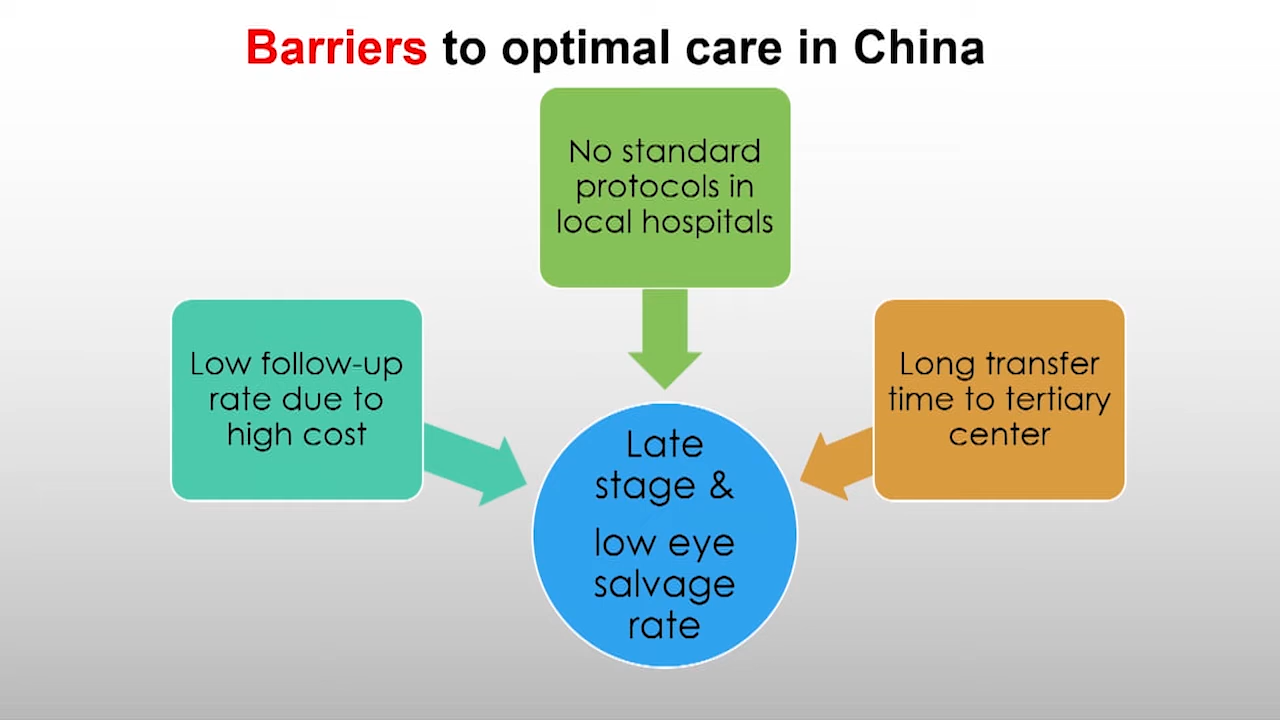 Barriers to optimal care in China
No standard
protocols in
local hospitals
Low follow-up
rate due to
high cost
Long transfer
time to tertiary
center
Late
stage &
low eye
salvage
rate